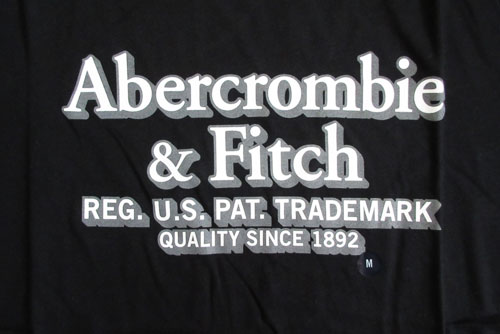 Abercrombie
& Fitch
REG. U.S. PAT. TRADEMARK
QUALITY SINCE 1892
M